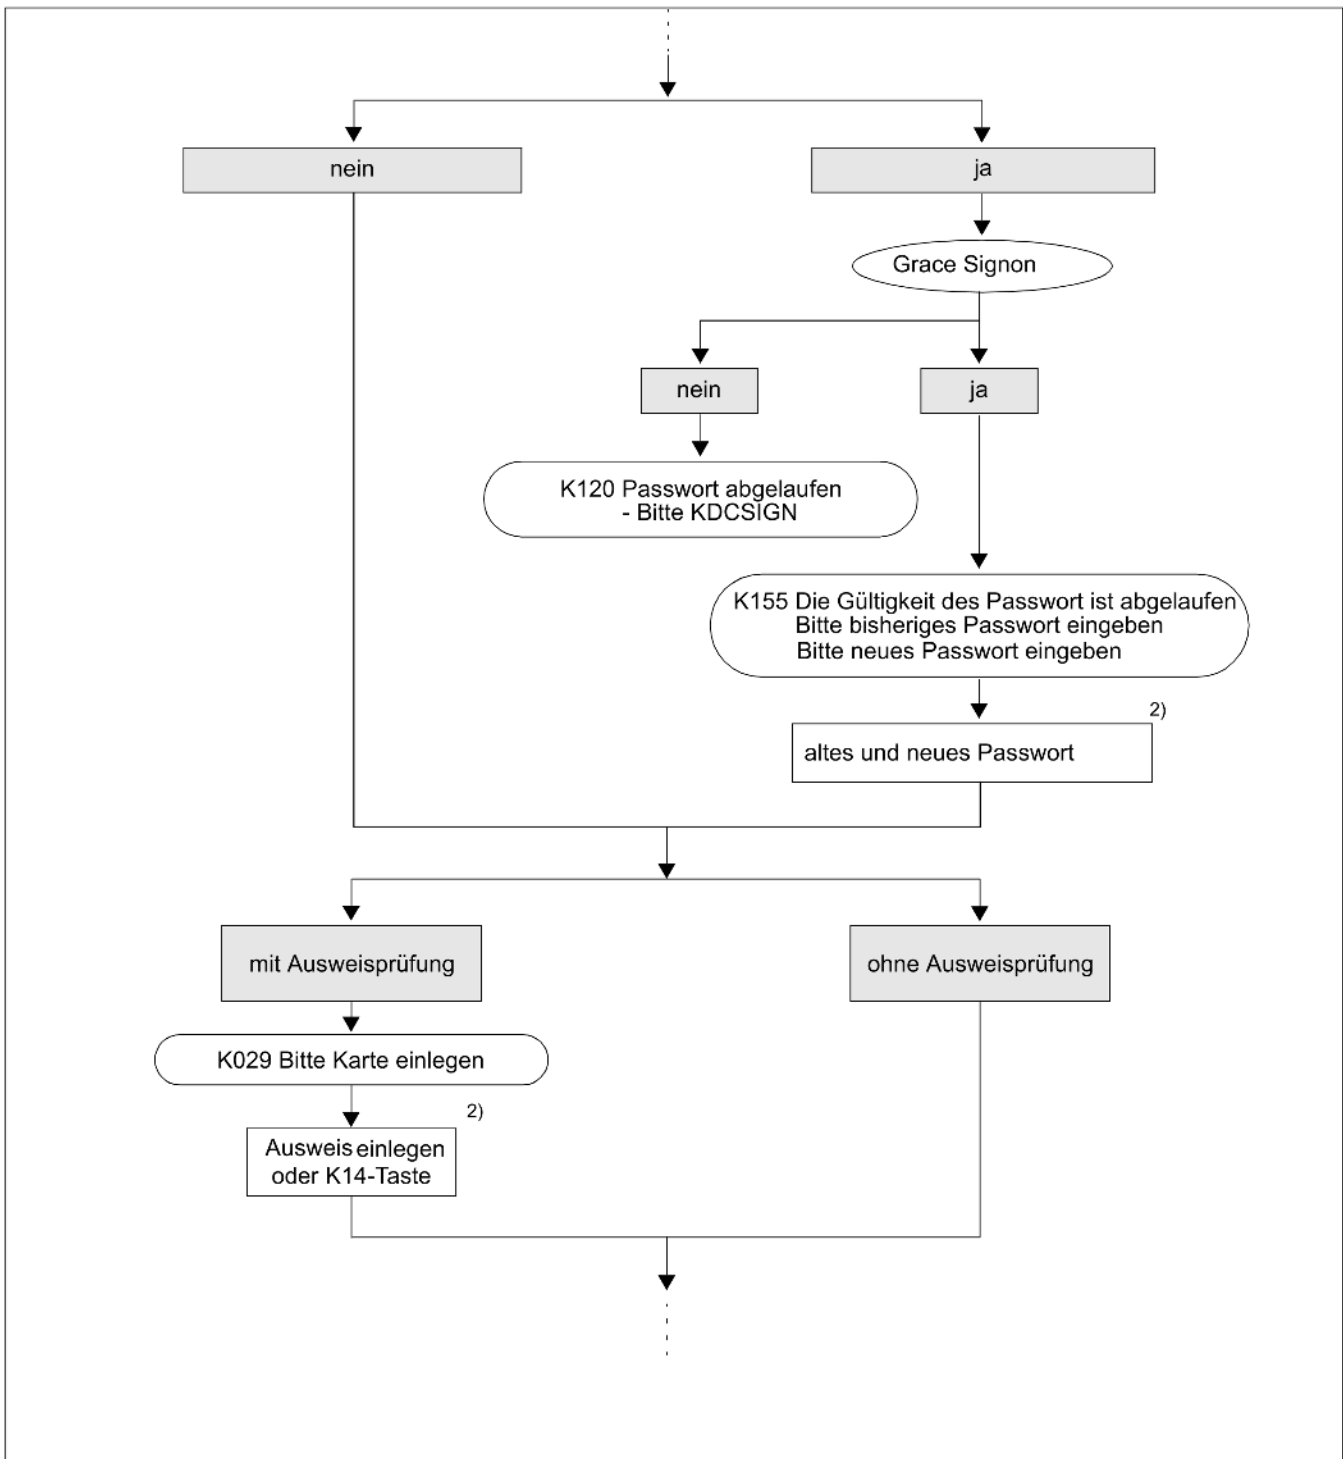 nein
ja
Grace Signon
nein
ja
K120 Passwort abgelaufen
- Bitte KDCSIGN
K155 Die Gültigkeit des Passwort ist abgelaufen
Bitte bisheriges Passwort eingeben
Bitte neues Passwort eingeben
2)
altes und neues Passwort
mit Ausweisprüfung
ohne Ausweisprüfung
K029 Bitte Karte einlegen
2)
Ausweis einlegen
oder K14-Taste